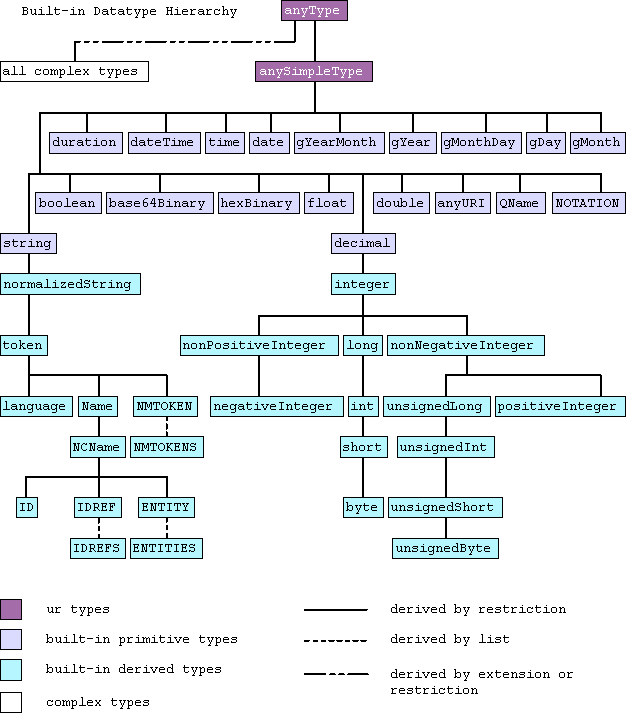 Built-in Datatype Hierarchy
anyType
all complex types
anySimpleType
duration dateTime time date gYearMonth gYear gMonthDay gDay gMonth
boolean base64Binary hexBinary float double anyURI QName NOTATION
string decimal
normalizedString integer
token nonPositiveInteger long nonNegativeInteger
language Name NMTOKEN negativeInteger int unsignedLong positiveInteger
NCName NMTOKENS short unsignedInt
ID IDREF ENTITY byte unsignedShort
IDREFS ENTITIES unsignedByte
ur types derived by restriction
built-in primitive types derived by list
built-in derived types derived by extension or
restriction
complex types